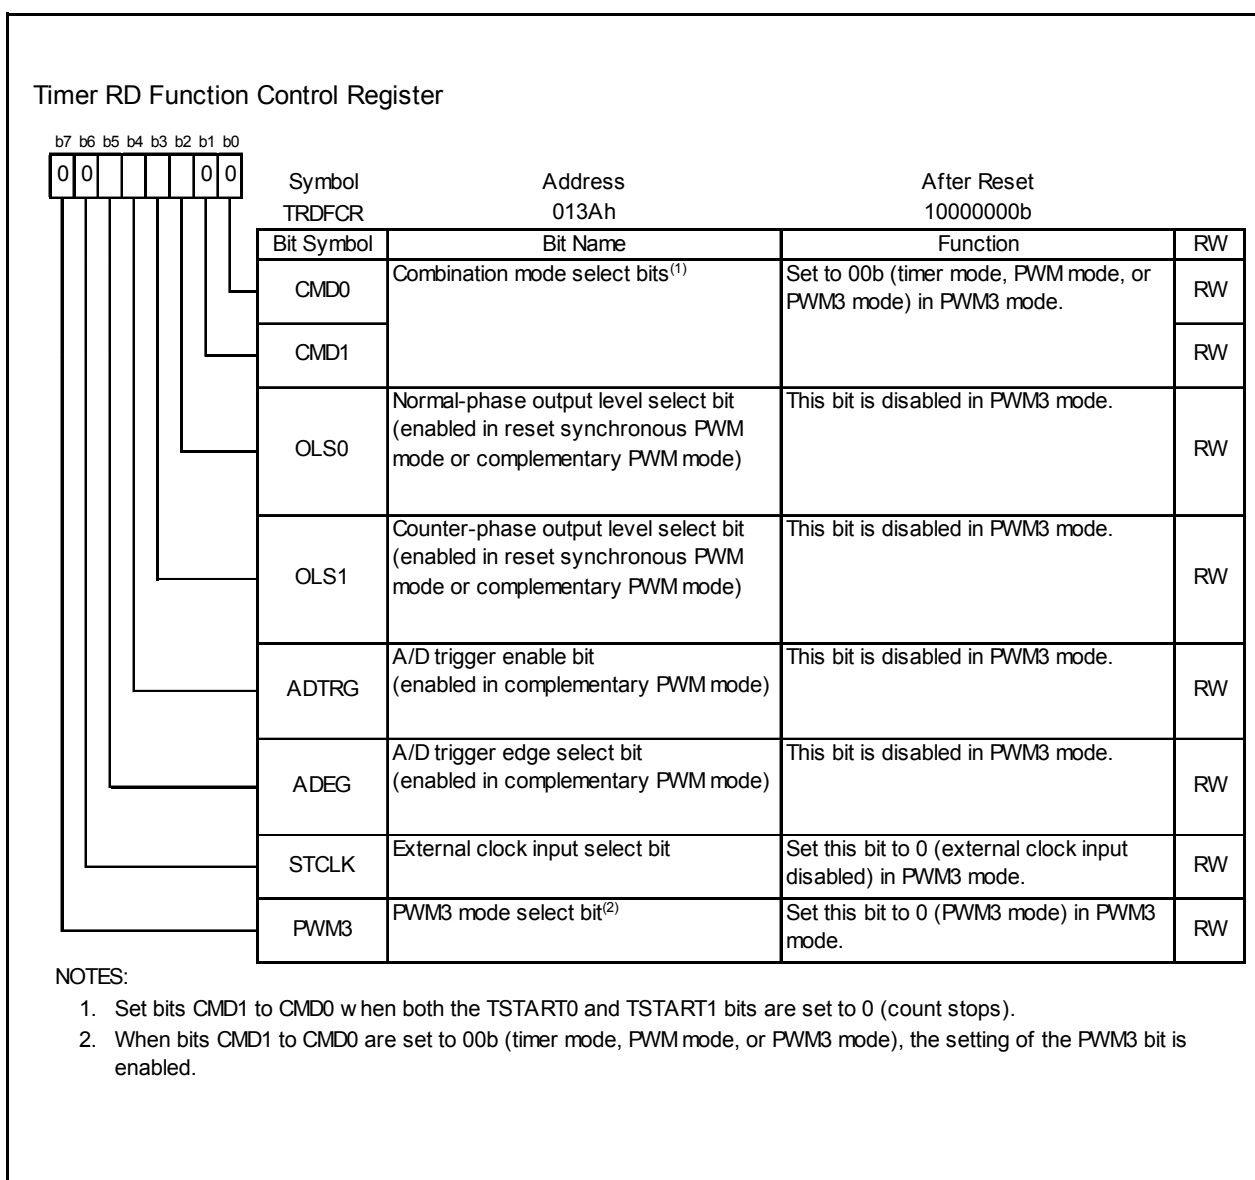 Timer RD Function Control Register
b7 b6 b5 b4 b3 b2 b1 b0
0 0 0 0
Symbol Address After Reset
TRDFCR 013Ah 10000000b
Bit Symbol Bit Name Function RW
CMD0 Combination mode select bits(1) Set to 00b (timer mode, PWM mode, or RW
PWM3 mode) in PWM3 mode.
CMD1 RW
Normal-phase output level select bit This bit is disabled in PWM3 mode.
(enabled in reset synchronous PWM
OLS0 mode or complementary PWM mode) RW
Counter-phase output level select bit This bit is disabled in PWM3 mode.
(enabled in reset synchronous PWM
OLS1 mode or complementary PWM mode) RW
A/D trigger enable bit This bit is disabled in PWM3 mode.
ADTRG (enabled in complementary PWM mode) RW
A/D trigger edge select bit This bit is disabled in PWM3 mode.
ADEG (enabled in complementary PWM mode) RW
STCLK External clock input select bit Set this bit to 0 (external clock input RW
disabled) in PWM3 mode.
PWM3 PWM3 mode select bit(2) Set this bit to 0 (PWM3 mode) in PWM3 RW
mode.
NOTES:
1. Set bits CMD1 to CMD0 w hen both the TSTART0 and TSTART1 bits are set to 0 (count stops).
2. When bits CMD1 to CMD0 are set to 00b (timer mode, PWM mode, or PWM3 mode), the setting of the PWM3 bit is
enabled.